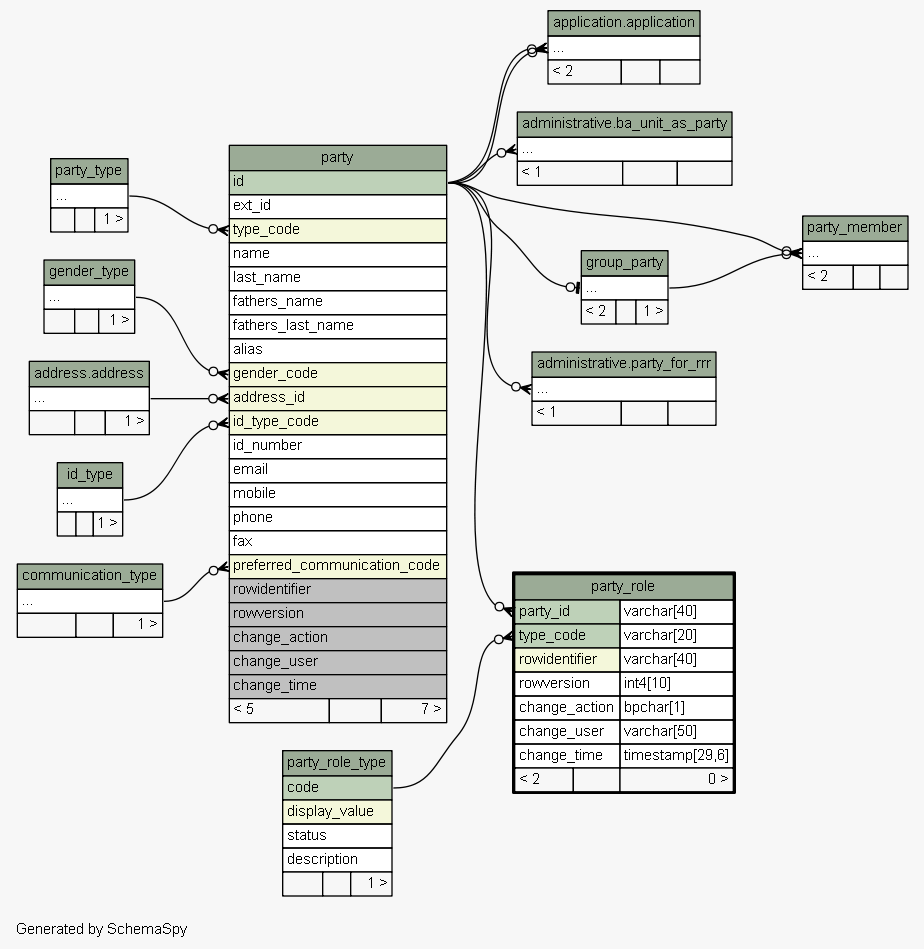 application.application
...
< 2
administrative.ba_unit_as_party
...
< 1
party_type
...
1 >
gender_type
...
1 >
address.address
...
1 >
id_type
...
1 >
communication_type
...
1 >
party
id
ext_id
type_code
name
last_name
fathers_name
fathers_last_name
alias
gender_code
address_id
id_type_code
id_number
email
mobile
phone
fax
preferred_communication_code
rowidentifier
rowversion
change_action
change_user
change_time
< 5 7 >
party_member
...
< 2
group_party
...
< 2 1 >
administrative.party_for_rrr
...
< 1
party_role
party_id varchar[40]
type_code varchar[20]
rowidentifier varchar[40]
rowversion int4[10]
change_action bpchar[1]
change_user varchar[50]
change_time timestamp[29,6]
< 2 0 >
party_role_type
code
display_value
status
description
1 >
Generated by SchemaSpy